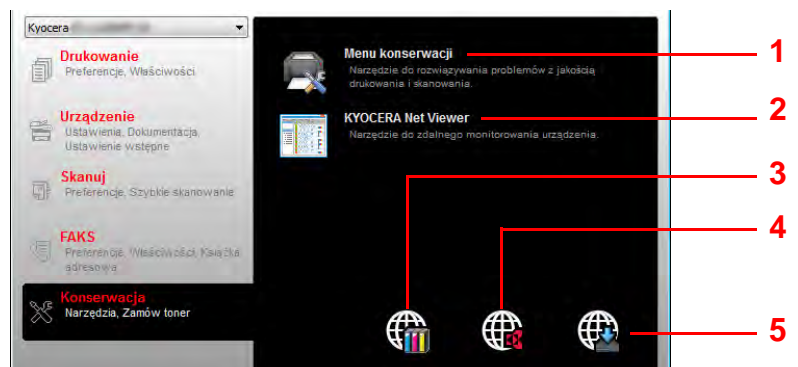 Kyocera
Drukowanie
Preferencje, Właściwości
Urządzenie
Ustawienia, Dokumentacja,
Ustawienie wstępne
Skanuj
Preferencje, Szybkie skanowanie
FAKS
Preferencje, Właściwości, Książka
adresowa
Konserwacja
Narzędzia, Zamów toner
Menu konserwacji
Narzędzie do rozwiązywania problemów z jakością
drukowania i skanowania.
KYOCERA Net Viewer
Narzędzie do zdalnego monitorowania urządzenia.
1
2
3
4
5